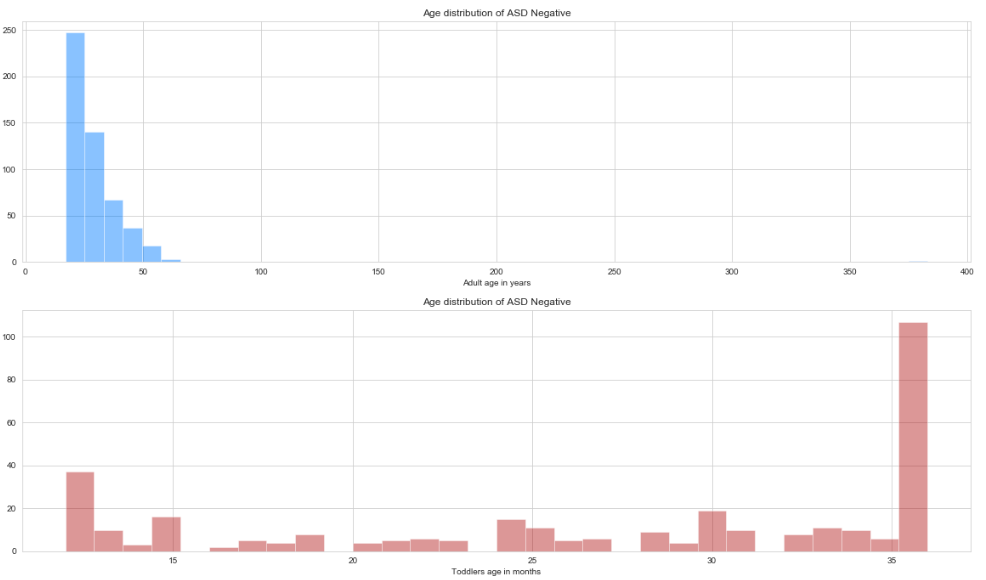 Age distribution of ASD Negative
250
200
150
100
50
0
0 50 100 150 200 250 300 350 400
Adult age in years
Age distribution of ASD Negative
100
80
60
40
20
0
15 20 25 30 35
Toddlers age in months